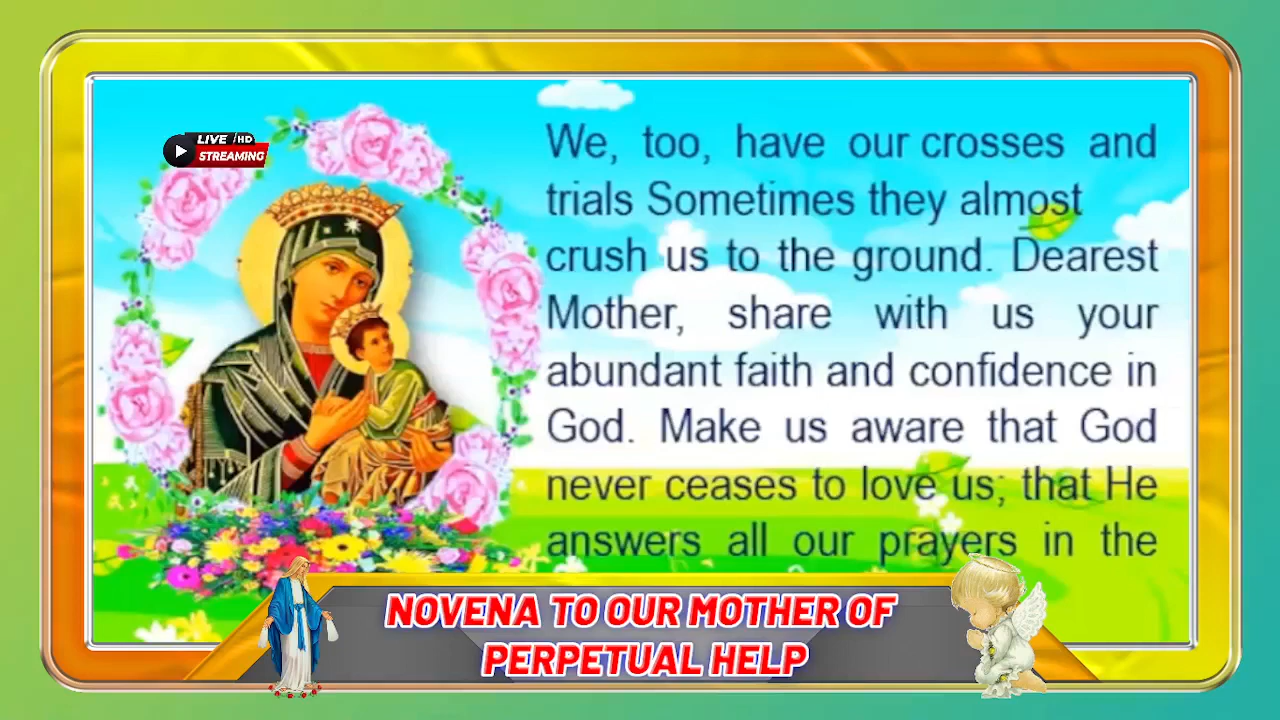 LIVE /HD
STREAMING
We, too, have our crosses and
trials Sometimes they almost
crush us to the ground. Dearest
Mother, share with us your
abundant faith and confidence in
God. Make us aware that God
never ceases to love us; that He
answers all our prayers in the
NOVENA TO OUR MOTHER OF
PERPETUAL HELP